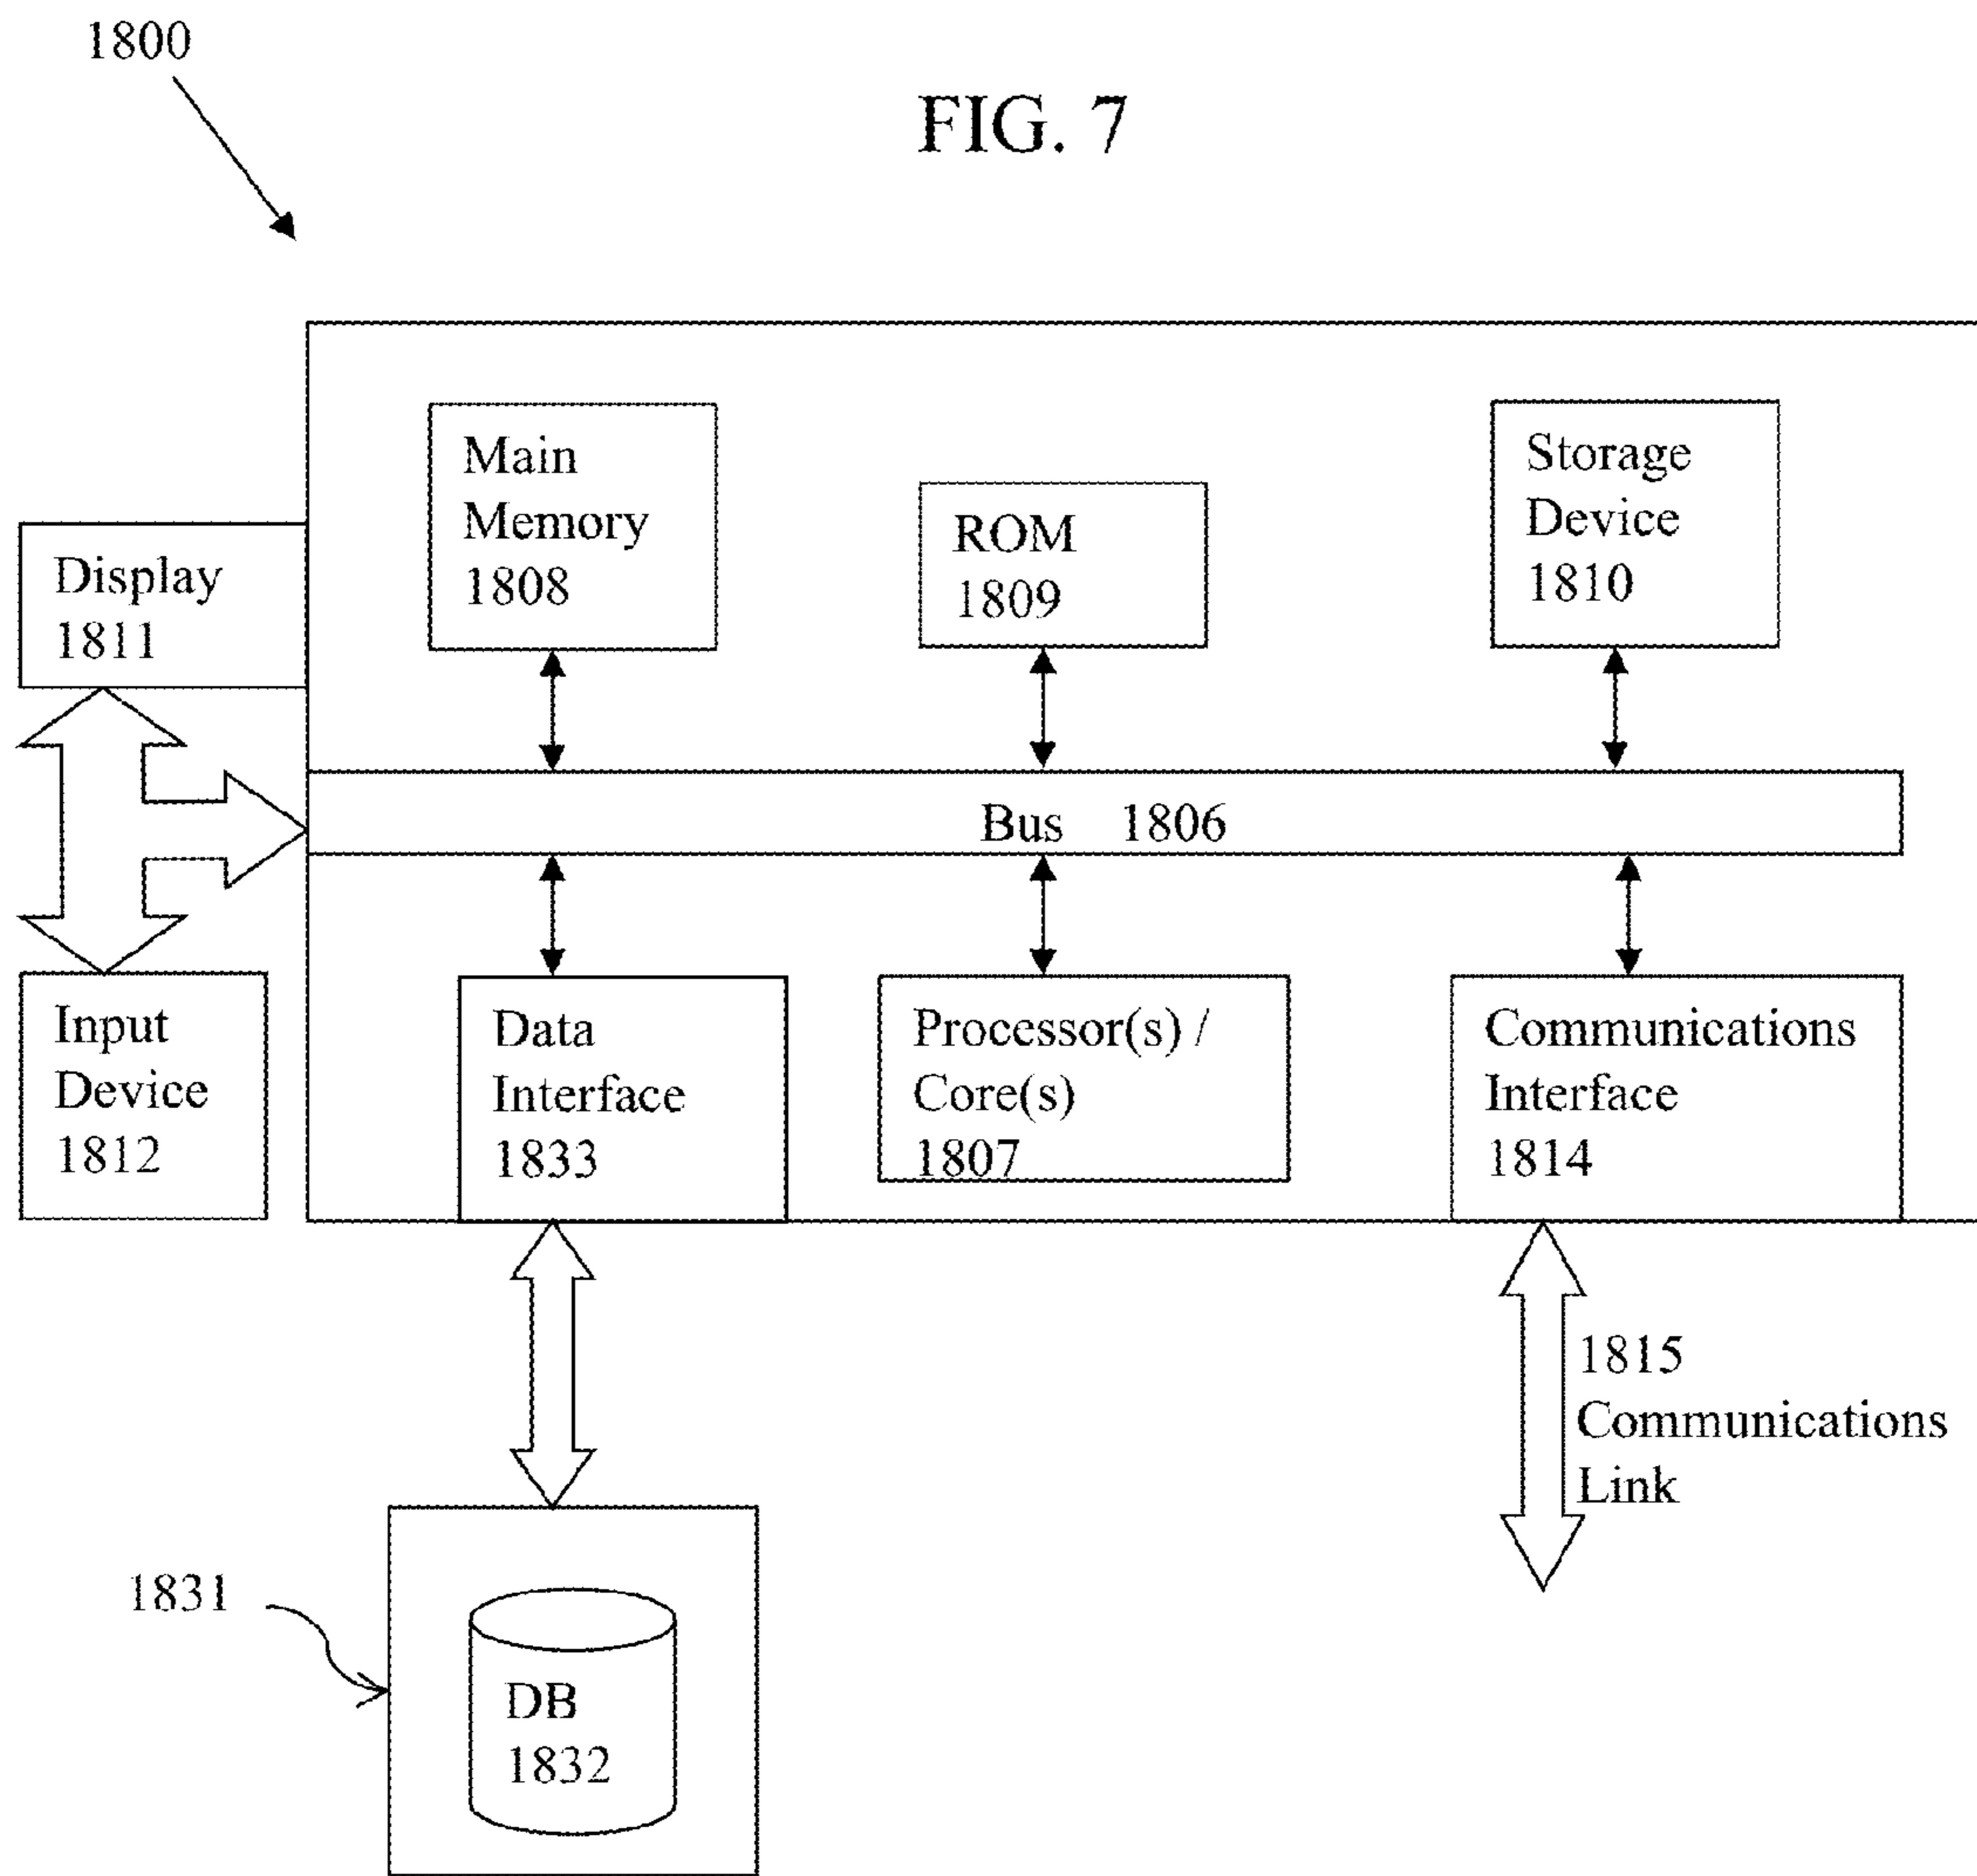 1800
FIG. 7
Main
Memory
1808
ROM
1809
Storage
Device
1810
Display
1811
Bus 1806
Input
Device
1812
Data
Interface
1833
Processor(s) /
Core(s)
1807
Communications
Interface
1814
1815
Communications
Link
1831
DB
1832